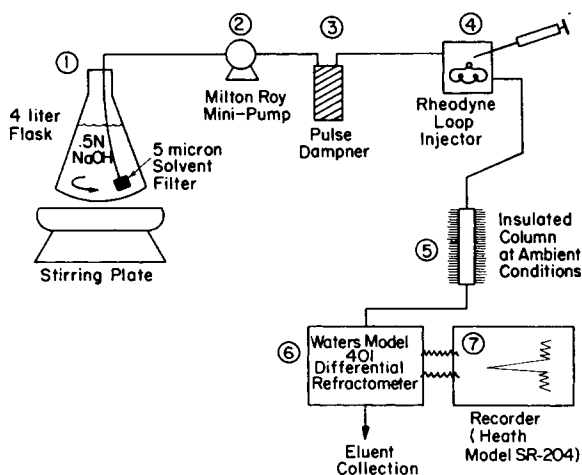 ①
②
③
④
4 liter
Flask
.5N
NaOH
5 micron
Solvent
Filter
Stirring Plate
Milton Roy
Mini-Pump
Pulse
Dampner
Rheodyne
Loop
Injector
⑤
Insulated
Column
at Ambient
Conditions
⑥
Waters Model
401
Differential
Refractometer
⑦
Recorder
(Heath
Model SR-204)
Eluent
Collection